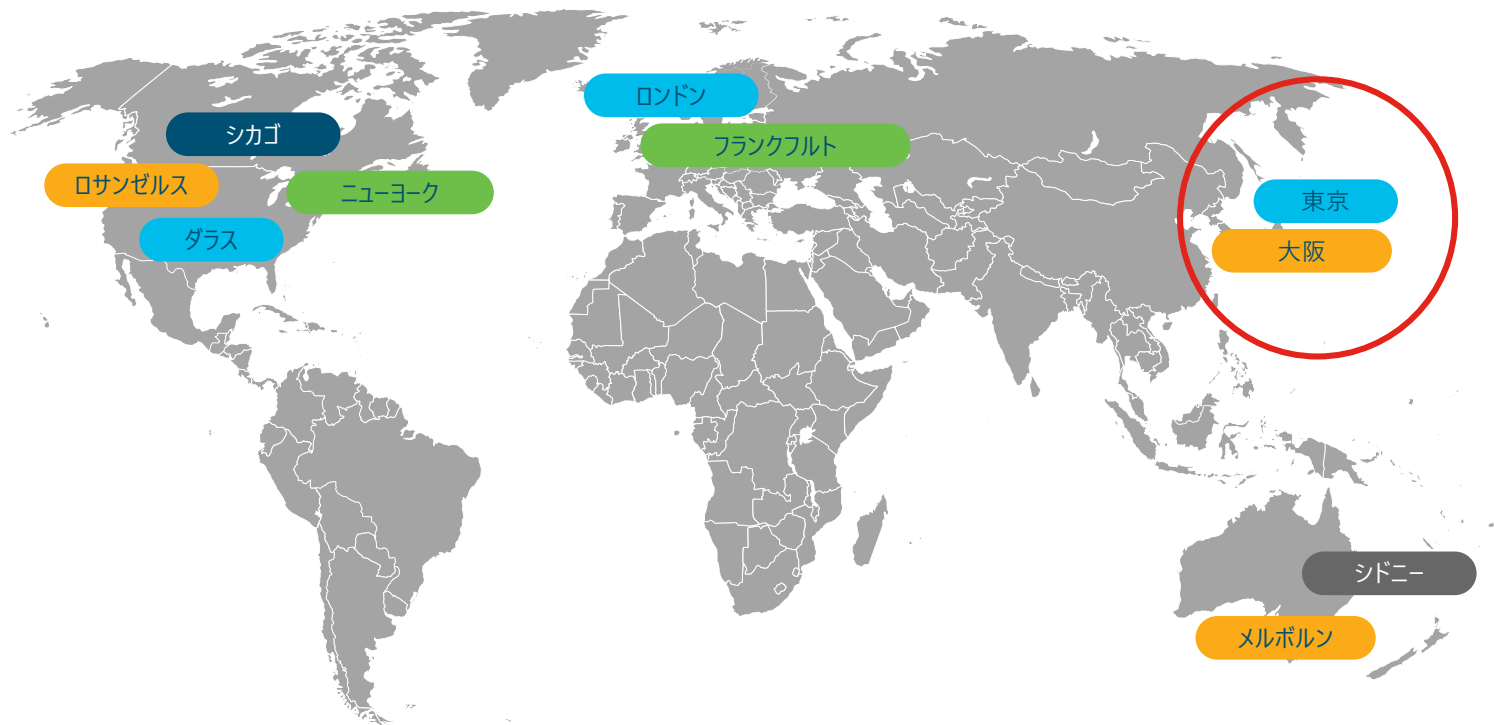 ロンドン
シカゴ
フランクフルト
ロサンゼルス
ニューヨーク
東京
ダラス
大阪
シドニー
メルボルン